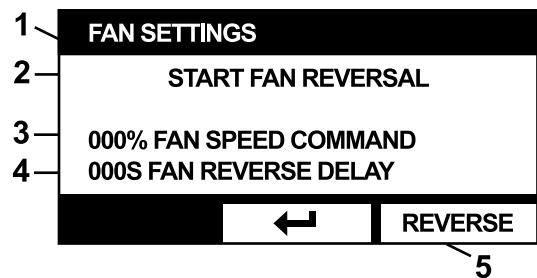 1 FAN SETTINGS
2 START FAN REVERSAL
3 000% FAN SPEED COMMAND
4 000S FAN REVERSE DELAY
REVERSE
5